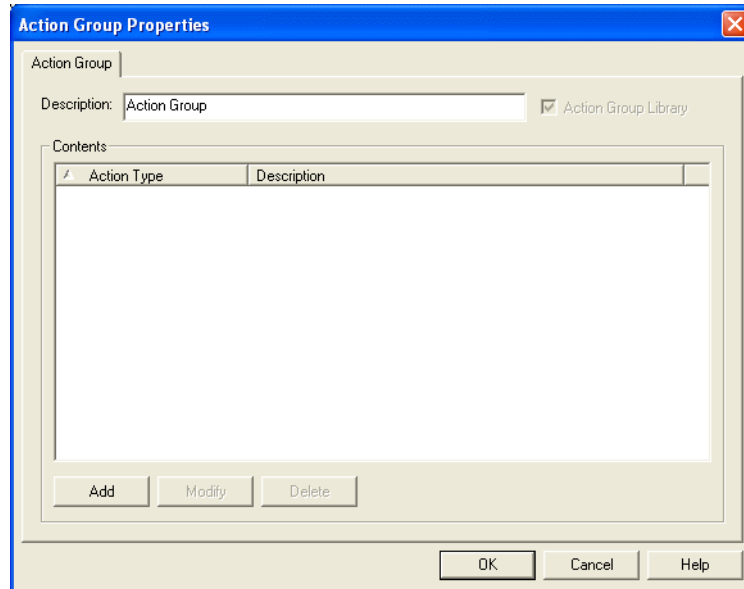 Action Group Properties
Action Group
Description: Action Group Action Group Library
Contents
Action Type Description
Add Modify Delete
OK Cancel Help